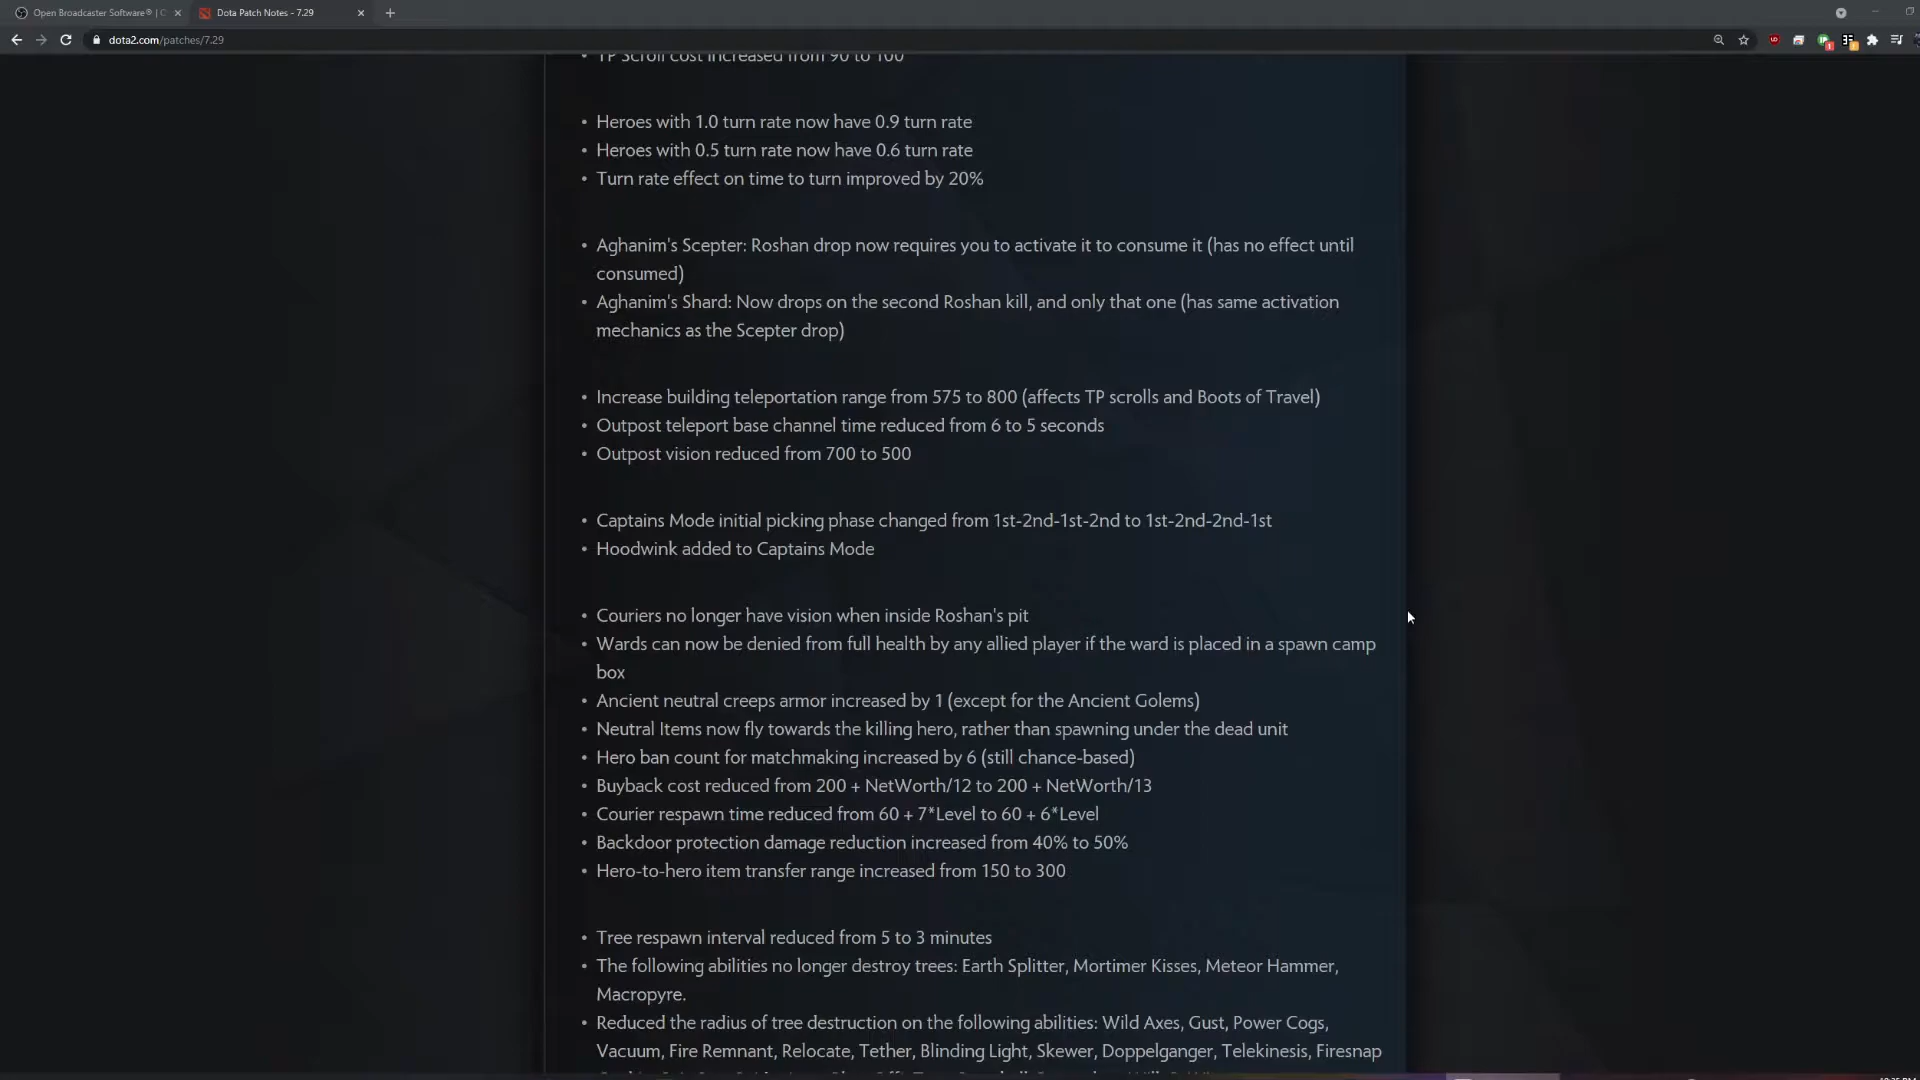 Open Broadcaster Software® | O
Dota Patch Notes - 7.29
dota2.com/patches/7.29
• TP Scroll cost increased from 90 to 100
• Heroes with 1.0 turn rate now have 0.9 turn rate
• Heroes with 0.5 turn rate now have 0.6 turn rate
• Turn rate effect on time to turn improved by 20%
• Aghanim's Scepter: Roshan drop now requires you to activate it to consume it (has no effect until
consumed)
• Aghanim's Shard: Now drops on the second Roshan kill, and only that one (has same activation
mechanics as the Scepter drop)
• Increase building teleportation range from 575 to 800 (affects TP scrolls and Boots of Travel)
• Outpost teleport base channel time reduced from 6 to 5 seconds
• Outpost vision reduced from 700 to 500
• Captains Mode initial picking phase changed from 1st-2nd-1st-2nd to 1st-2nd-2nd-1st
• Hoodwink added to Captains Mode
• Couriers no longer have vision when inside Roshan's pit
• Wards can now be denied from full health by any allied player if the ward is placed in a spawn camp
box
• Ancient neutral creeps armor increased by 1 (except for the Ancient Golems)
• Neutral Items now fly towards the killing hero, rather than spawning under the dead unit
• Hero ban count for matchmaking increased by 6 (still chance-based)
• Buyback cost reduced from 200 + NetWorth/12 to 200 + NetWorth/13
• Courier respawn time reduced from 60 + 7*Level to 60 + 6*Level
• Backdoor protection damage reduction increased from 40% to 50%
• Hero-to-hero item transfer range increased from 150 to 300
• Tree respawn interval reduced from 5 to 3 minutes
• The following abilities no longer destroy trees: Earth Splitter, Mortimer Kisses, Meteor Hammer,
Macropyre.
• Reduced the radius of tree destruction on the following abilities: Wild Axes, Gust, Power Cogs,
Vacuum, Fire Remnant, Relocate, Tether, Blinding Light, Skewer, Doppelganger, Telekinesis, Firesnap